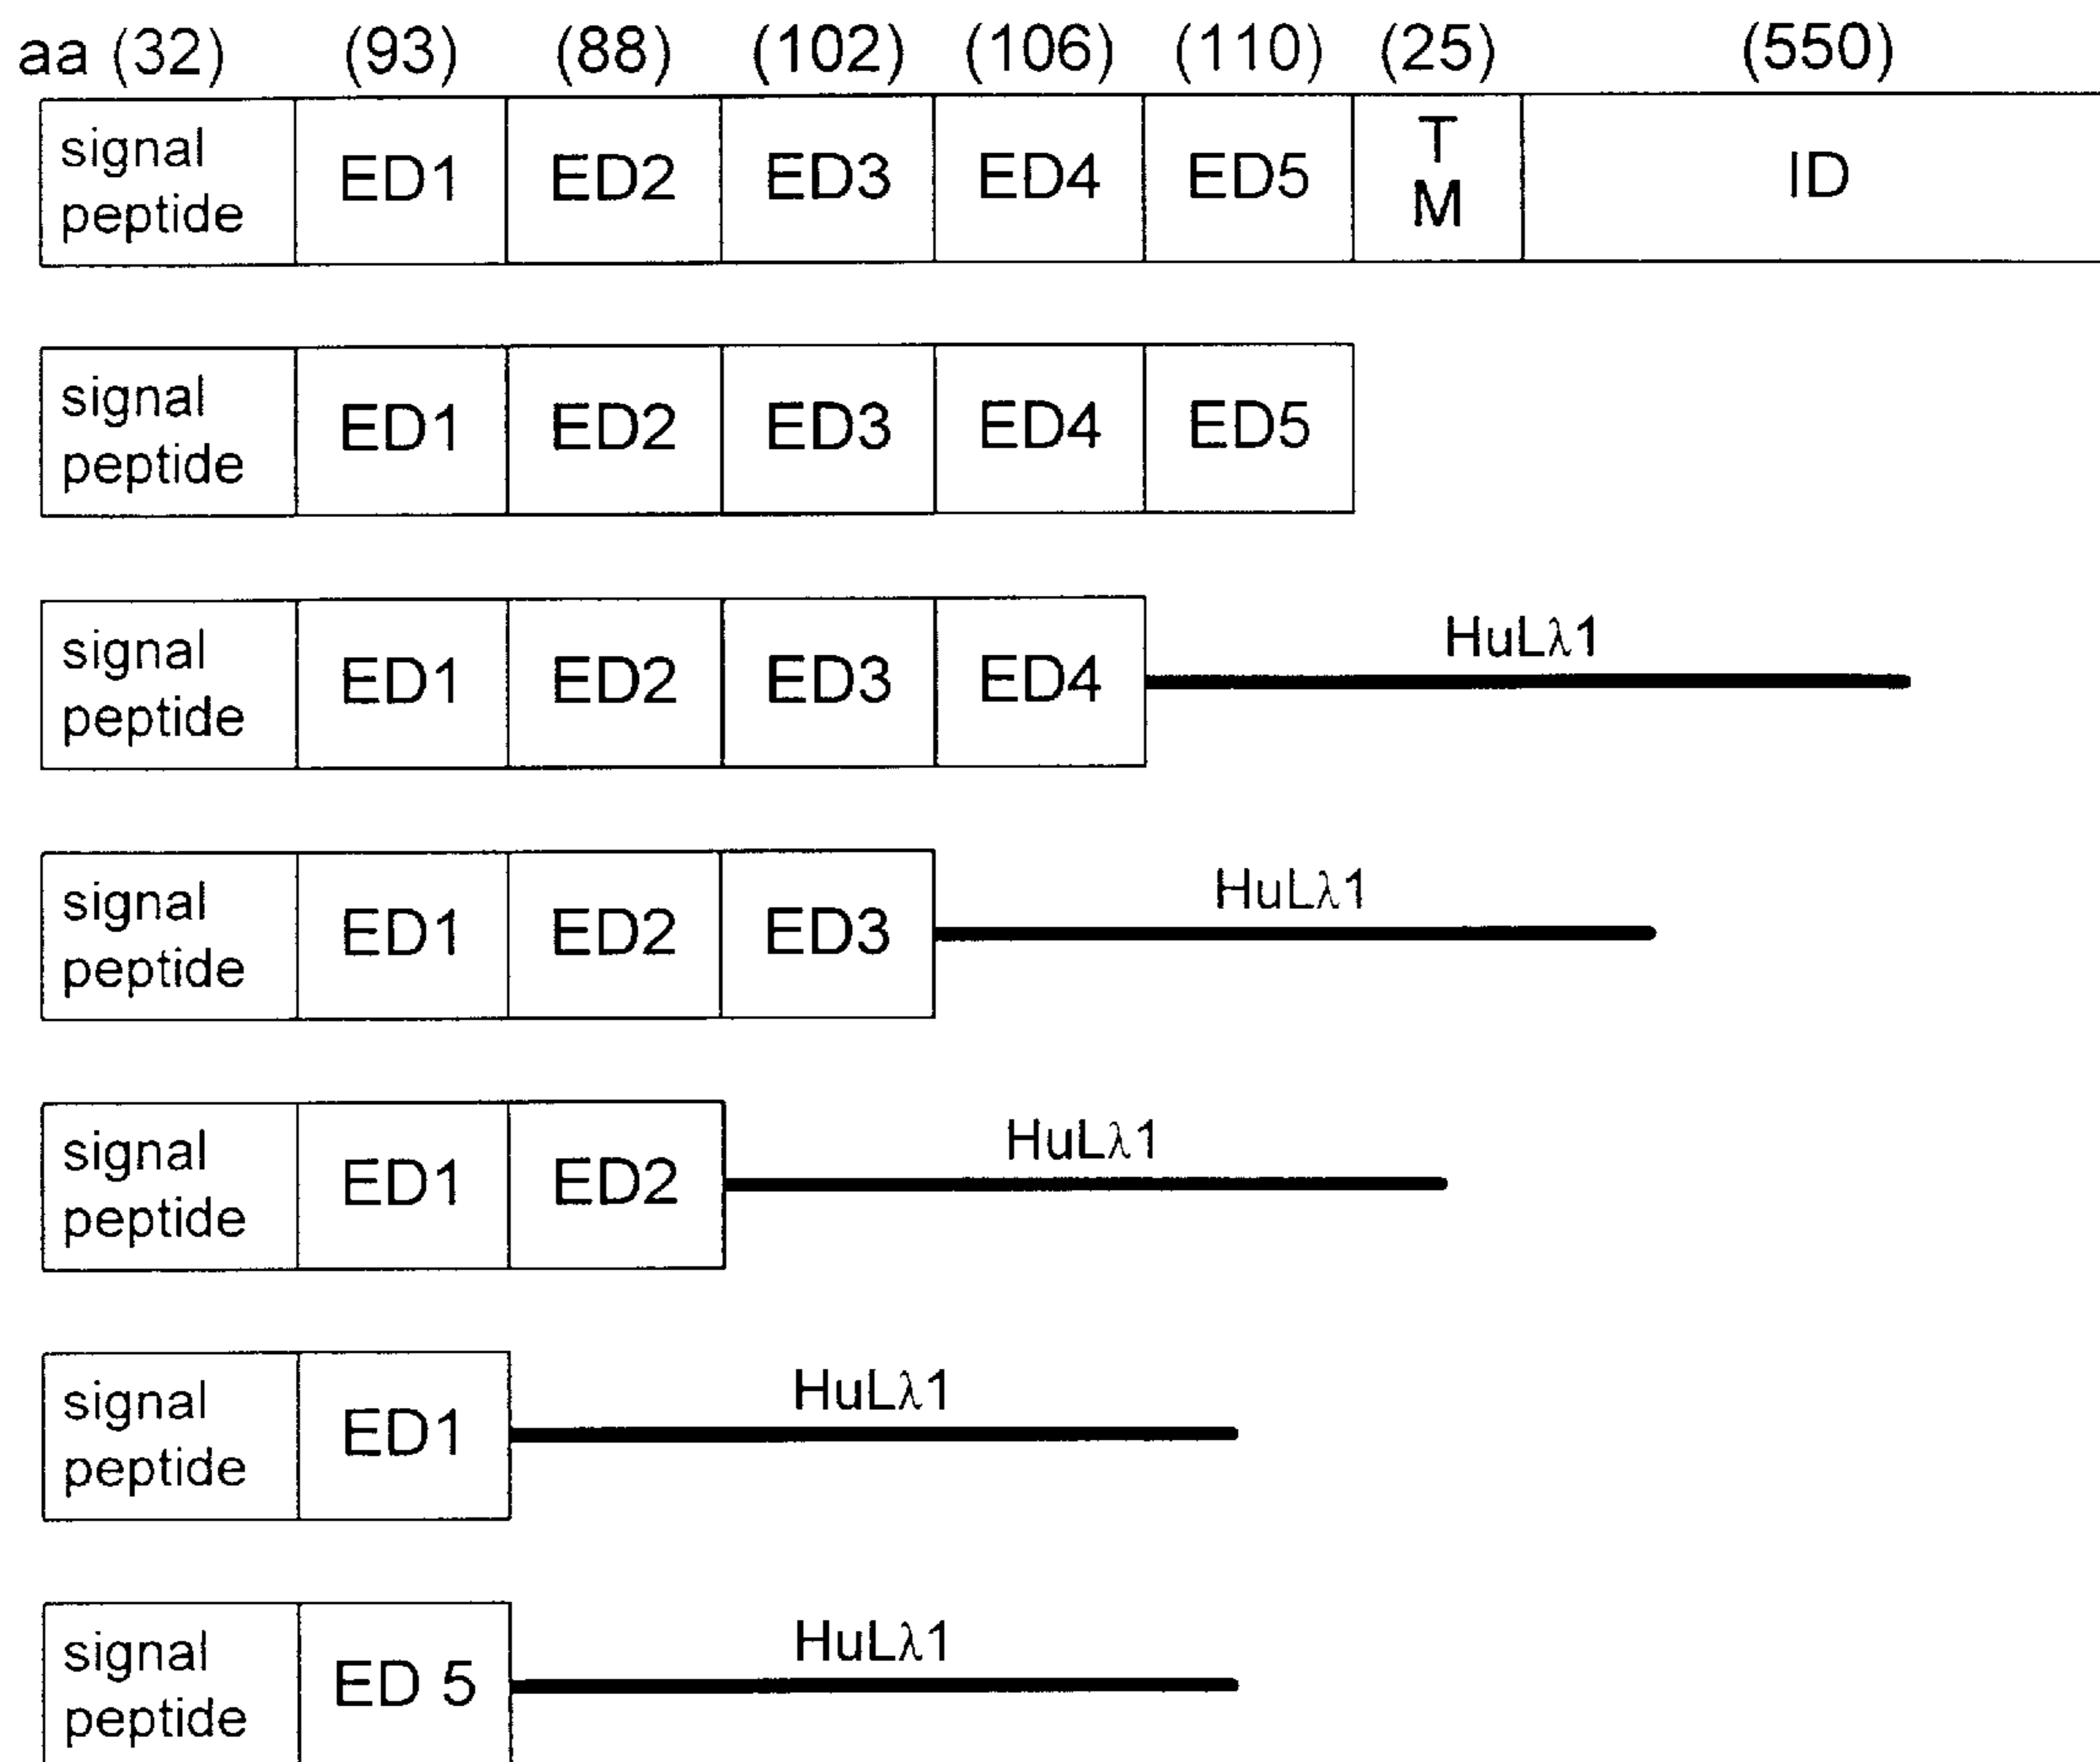 aa (32) (93) (88) (102) (106) (110) (25) (550)
signal peptide ED1 ED2 ED3 ED4 ED5 TM ID
signal peptide ED1 ED2 ED3 ED4 ED5
HuLλ1
signal peptide ED1 ED2 ED3 ED4
HuLλ1
signal peptide ED1 ED2 ED3
HuLλ1
signal peptide ED1 ED2
HuLλ1
signal peptide ED1
HuLλ1
signal peptide ED 5